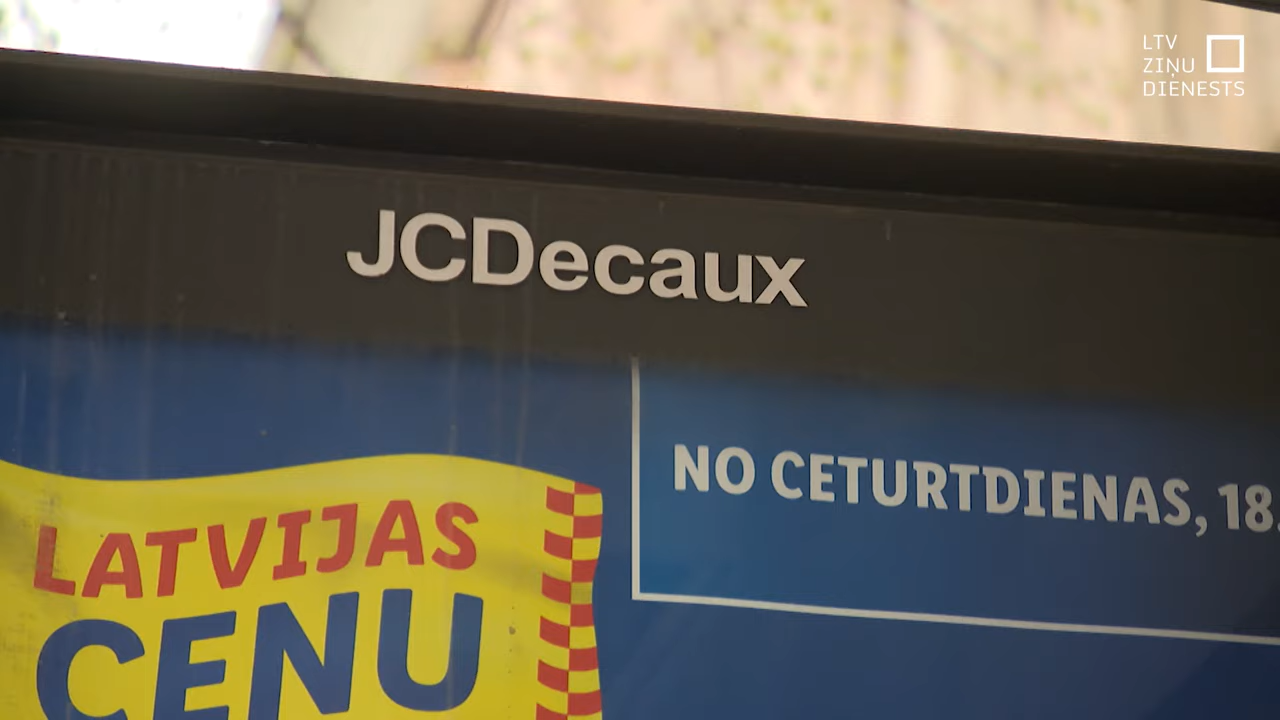 LTV
ZIŅU
DIENESTS
JCDecaux
NO CETURTDIENAS, 18.
LATVIJAS
CENU